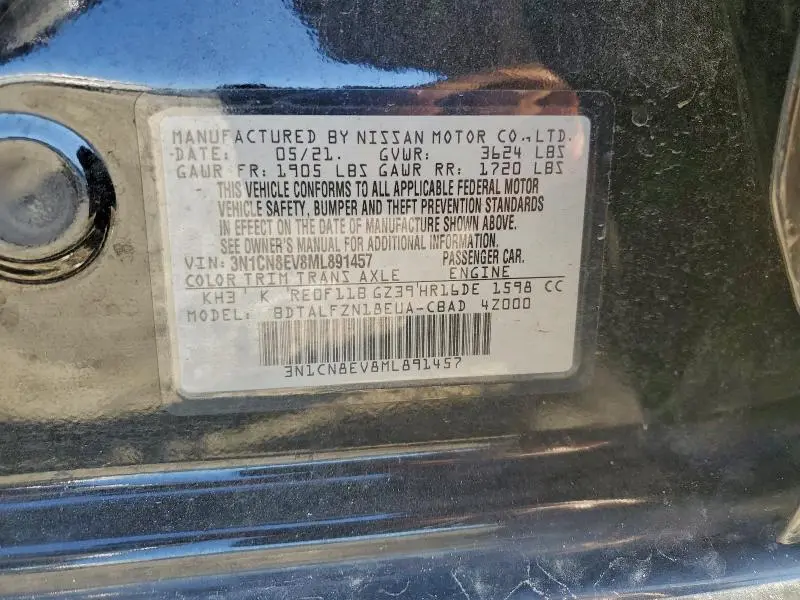 MANUFACTURED BY NISSAN MOTOR CO., LTD.
DATE: 05/21. GVWR: 3624 LBS
GAWR FR: 1905 LBS GAWR RR: 1720 LBS
THIS VEHICLE CONFORMS TO ALL APPLICABLE FEDERAL MOTOR
VEHICLE SAFETY, BUMPER AND THEFT PREVENTION STANDARDS
IN EFFECT ON THE DATE OF MANUFACTURE SHOWN ABOVE.
SEE OWNER'S MANUAL FOR ADDITIONAL INFORMATION.
VIN: 3N1CN8EV8ML891457 PASSENGER CAR.
COLOR TRIM TRANS AXLE ENGINE
KH3 K RE0F11B GZ39 HR16DE 1598 CC
MODEL: BDTALFZN18EUA-CBAD 4Z000
3N1CN8EV8ML891457